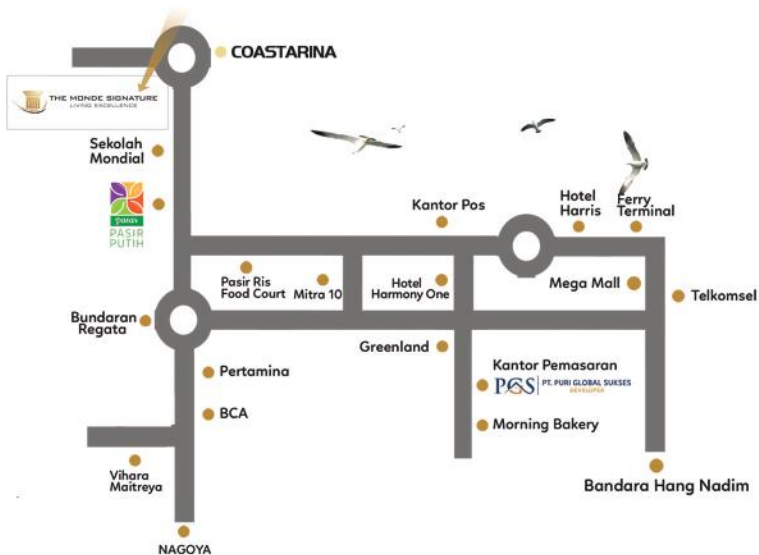 COASTARINA
THE MONDE SIGNATURE
LIVING EXCELLENCE
Sekolah
Mondial
pasar
PASIR
PUTIH
Kantor Pos
Hotel
Harris
Ferry
Terminal
Pasir Ris
Food Court
Mitra 10
Hotel
Harmony One
Mega Mall
Telkomsel
Bundaran
Regata
Greenland
Pertamina
Kantor Pemasaran
PGS
PT. PURI GLOBAL SUKSES
DEVELOPER
BCA
Morning Bakery
Vihara
Maitreya
Bandara Hang Nadim
NAGOYA